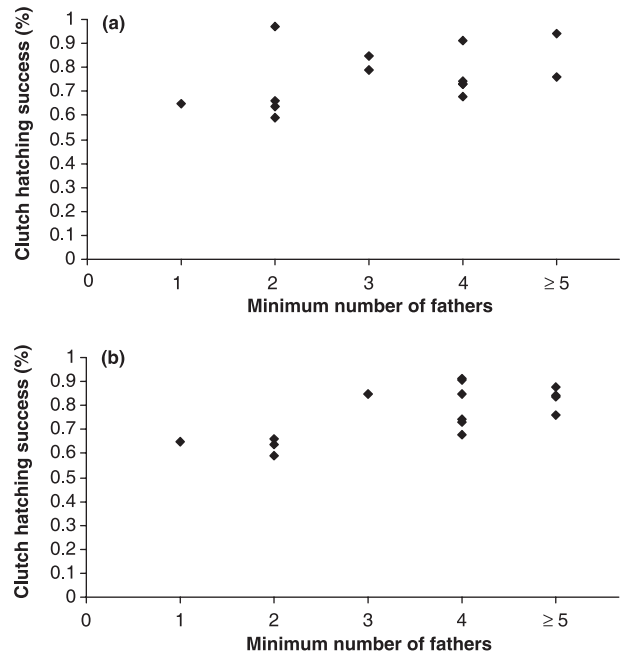 (a)
Clutch hatching success (%)
1
0.9
0.8
0.7
0.6
0.5
0.4
0.3
0.2
0.1
0
0 1 2 3 4 ≥ 5
Minimum number of fathers
(b)
Clutch hatching success (%)
1
0.9
0.8
0.7
0.6
0.5
0.4
0.3
0.2
0.1
0
0 1 2 3 4 ≥ 5
Minimum number of fathers